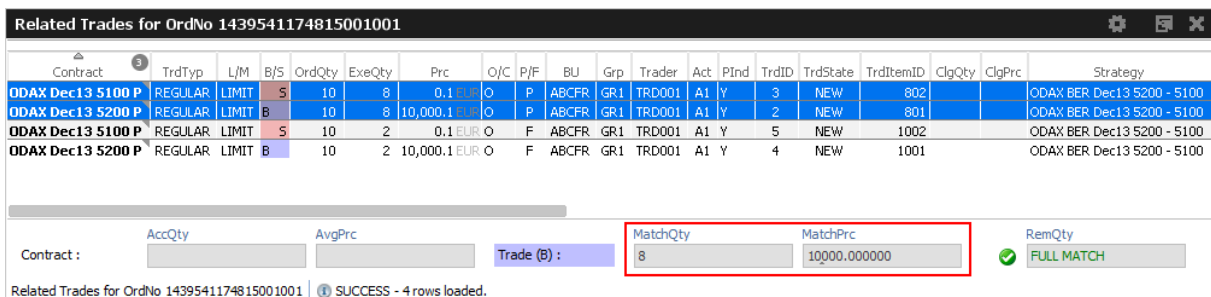 Related Trades for OrdNo 1439541174815001001
Contract 3 TrdTyp L/M B/S OrdQty ExeQty Prc O/C P/F BU Grp Trader Act PInd TrdID TrdState TrdItemID ClgQty ClgPrc Strategy
ODAX Dec13 5100 P REGULAR LIMIT S 10 8 0.1 EUR O P ABCFR GR1 TRD001 A1 Y 3 NEW 802 ODAX BER Dec13 5200 - 5100
ODAX Dec13 5200 P REGULAR LIMIT B 10 8 10,000.1 EUR O P ABCFR GR1 TRD001 A1 Y 2 NEW 801 ODAX BER Dec13 5200 - 5100
ODAX Dec13 5100 P REGULAR LIMIT S 10 2 0.1 EUR O F ABCFR GR1 TRD001 A1 Y 5 NEW 1002 ODAX BER Dec13 5200 - 5100
ODAX Dec13 5200 P REGULAR LIMIT B 10 2 10,000.1 EUR O F ABCFR GR1 TRD001 A1 Y 4 NEW 1001 ODAX BER Dec13 5200 - 5100
AccQty AvgPrc MatchQty MatchPrc RemQty
Contract : Trade (B) : 8 10000.000000 FULL MATCH
Related Trades for OrdNo 1439541174815001001 SUCCESS - 4 rows loaded.